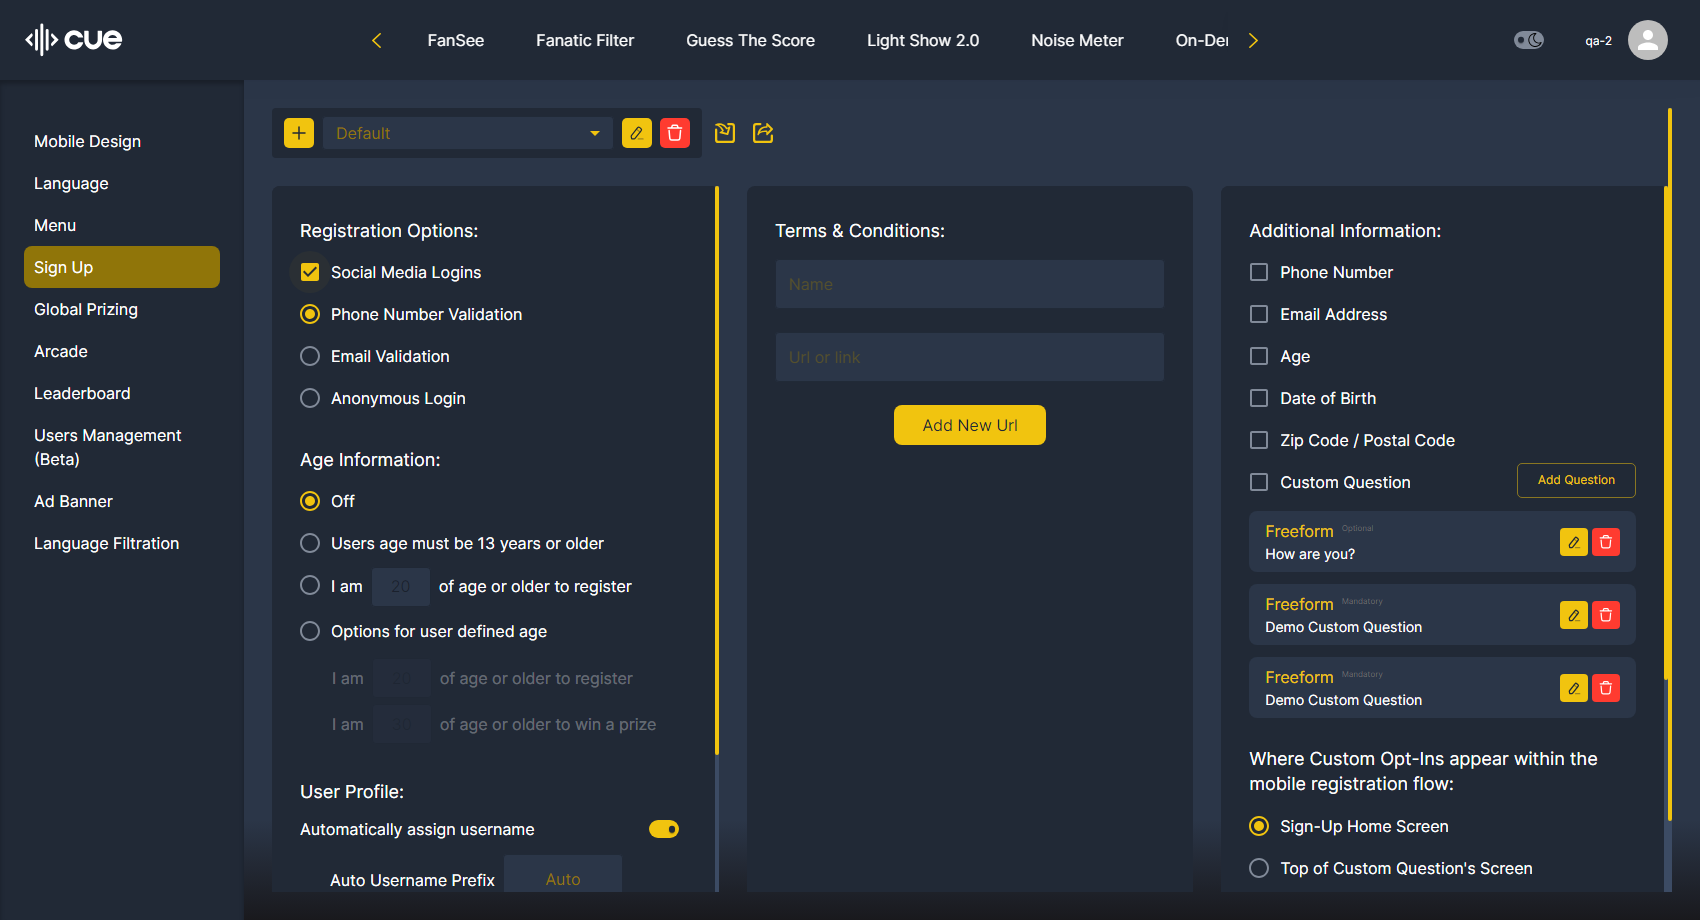 cue
FanSee
Fanatic Filter
Guess The Score
Light Show 2.0
Noise Meter
On-De
qa-2
Mobile Design
Language
Menu
Sign Up
Global Prizing
Arcade
Leaderboard
Users Management
(Beta)
Ad Banner
Language Filtration
Default
Registration Options:
Social Media Logins
Phone Number Validation
Email Validation
Anonymous Login
Age Information:
Off
Users age must be 13 years or older
I am 20 of age or older to register
Options for user defined age
I am 20 of age or older to register
I am of age or older to win a prize
User Profile:
Automatically assign username
Auto Username Prefix Auto
Terms & Conditions:
Name
Url or link
Add New Url
Additional Information:
Phone Number
Email Address
Age
Date of Birth
Zip Code / Postal Code
Custom Question
Add Question
Freeform Optional
How are you?
Freeform Mandatory
Demo Custom Question
Freeform Mandatory
Demo Custom Question
Where Custom Opt-Ins appear within the
mobile registration flow:
Sign-Up Home Screen
Top of Custom Question's Screen